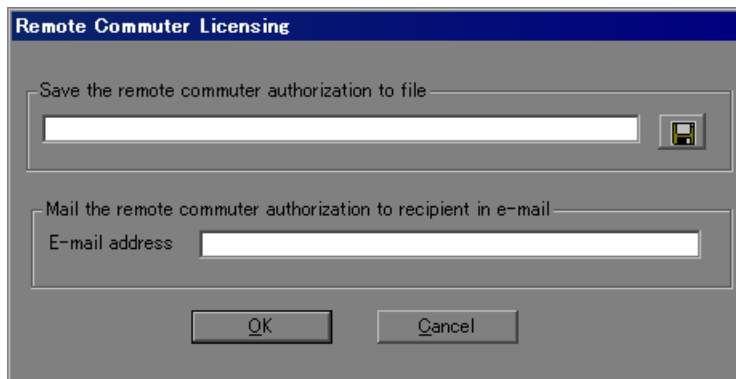 Remote Commuter Licensing
Save the remote commuter authorization to file
Mail the remote commuter authorization to recipient in e-mail
E-mail address
OK
Cancel